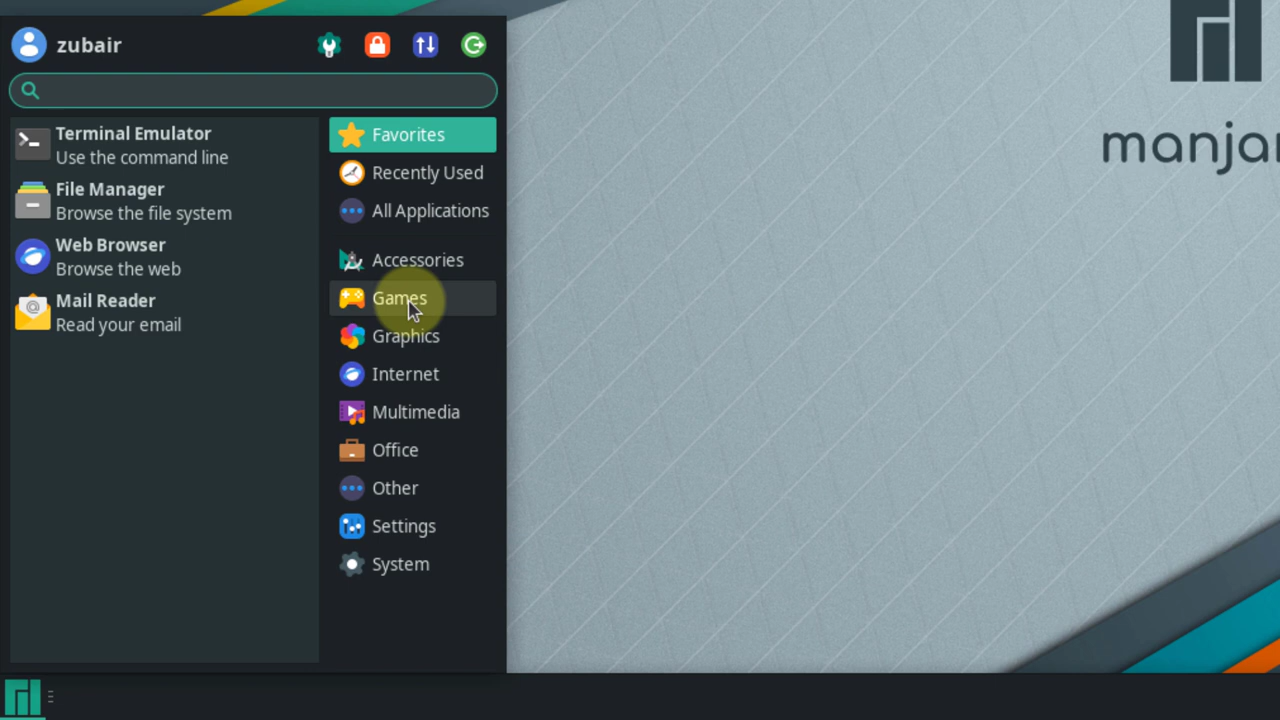 zubair
Terminal Emulator
Use the command line
File Manager
Browse the file system
Web Browser
Browse the web
Mail Reader
Read your email
Favorites
Recently Used
All Applications
Accessories
Games
Graphics
Internet
Multimedia
Office
Other
Settings
System
manjar